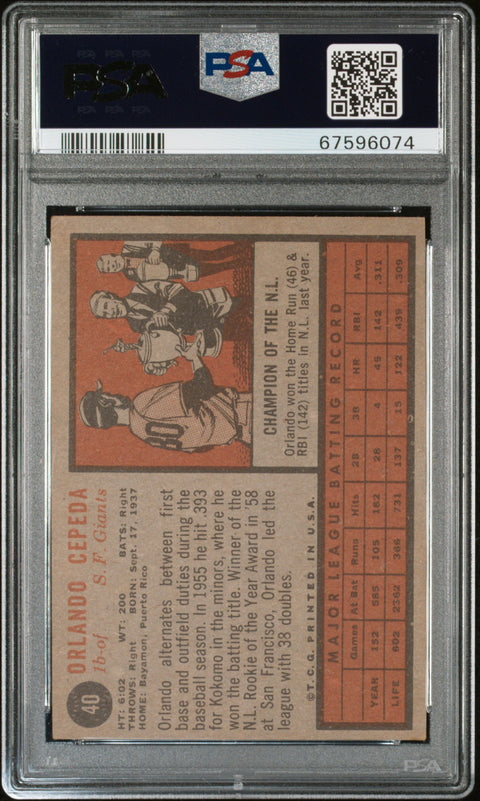 PSA
PSA
67596074
40
ORLANDO CEPEDA
1b-of S. F. Giants
HT: 6:02 WT: 200 BATS: Right
THROWS: Right BORN: Sept. 17, 1937
HOME: Bayamon, Puerto Rico
Orlando alternates between first
base and outfield duties during the
baseball season. In 1955 he hit .393
for Kokomo in the minors, where he
won the batting title. Winner of the
N.L. Rookie of the Year Award in '58
at San Francisco, Orlando led the
league with 38 doubles.
CHAMPION OF THE N.L.
Orlando won the Home Run (46) &
RBI (142) titles in N.L. last year.
©T.C.G. PRINTED IN U.S.A.
MAJOR LEAGUE BATTING RECORD
Games At Bat Runs Hits 2B 3B HR RBI Avg.
YEAR 152 585 105 182 28 4 46 142 .311
LIFE 602 2362 366 731 137 15 122 439 .309
PSA